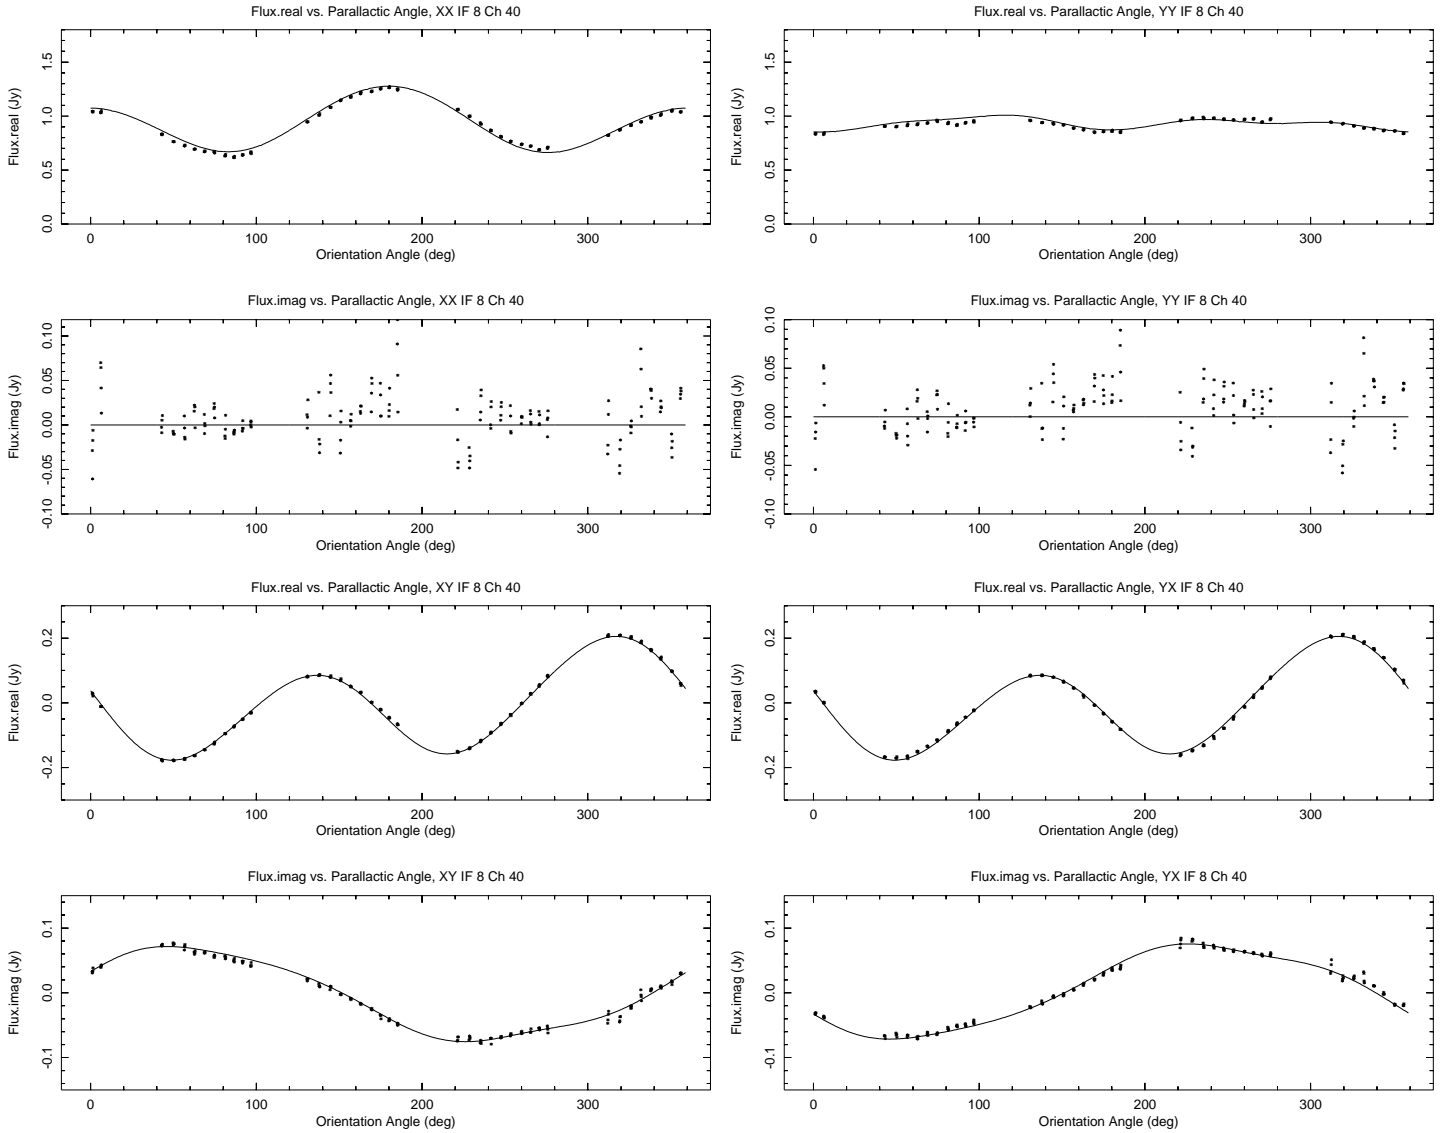 Flux.real vs. Parallactic Angle, XX IF 8 Ch 40
Flux.real (Jy)
0.0 0.5 1.0 1.5
0 100 200 300
Orientation Angle (deg)
Flux.real vs. Parallactic Angle, YY IF 8 Ch 40
Flux.real (Jy)
0.0 0.5 1.0 1.5
0 100 200 300
Orientation Angle (deg)
Flux.imag vs. Parallactic Angle, XX IF 8 Ch 40
Flux.imag (Jy)
-0.10 -0.05 0.00 0.05 0.10
0 100 200 300
Orientation Angle (deg)
Flux.imag vs. Parallactic Angle, YY IF 8 Ch 40
Flux.imag (Jy)
-0.10 -0.05 0.00 0.05 0.10
0 100 200 300
Orientation Angle (deg)
Flux.real vs. Parallactic Angle, XY IF 8 Ch 40
Flux.real (Jy)
-0.2 0.0 0.2
0 100 200 300
Orientation Angle (deg)
Flux.real vs. Parallactic Angle, YX IF 8 Ch 40
Flux.real (Jy)
-0.2 0.0 0.2
0 100 200 300
Orientation Angle (deg)
Flux.imag vs. Parallactic Angle, XY IF 8 Ch 40
Flux.imag (Jy)
-0.1 0.0 0.1
0 100 200 300
Orientation Angle (deg)
Flux.imag vs. Parallactic Angle, YX IF 8 Ch 40
Flux.imag (Jy)
-0.1 0.0 0.1
0 100 200 300
Orientation Angle (deg)